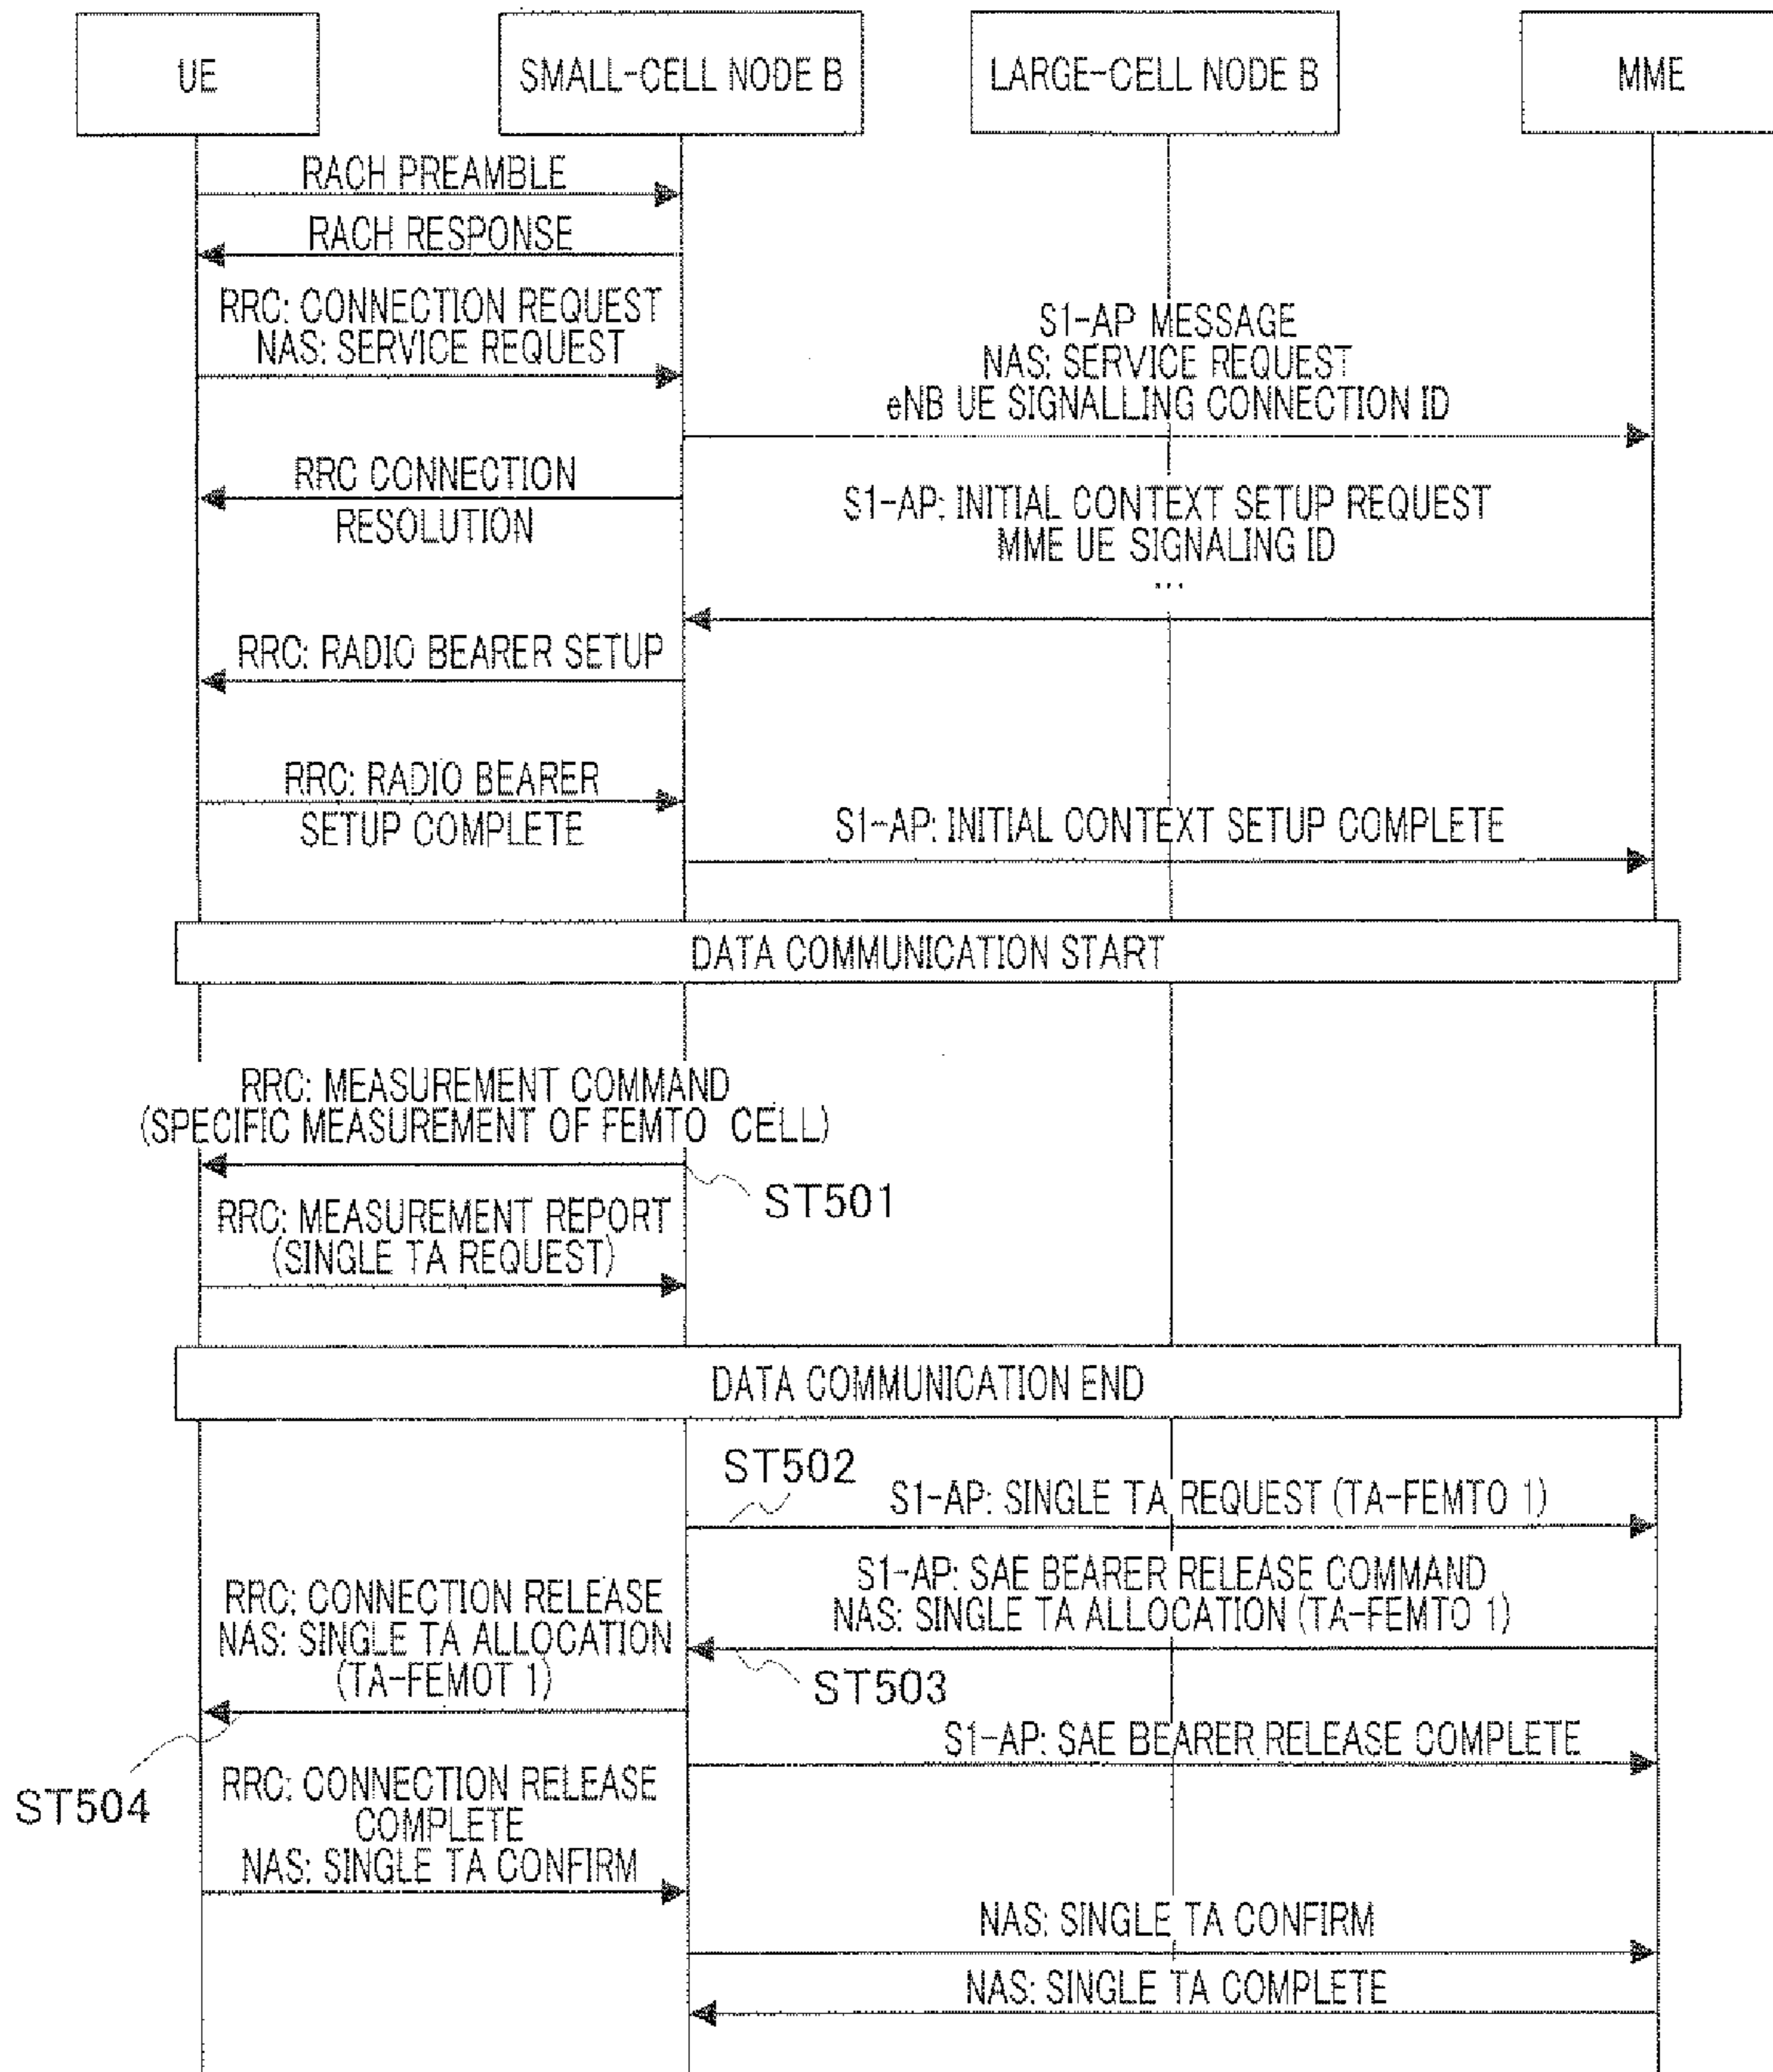 UE
SMALL-CELL NODE B
LARGE-CELL NODE B
MME
RACH PREAMBLE
RACH RESPONSE
RRC: CONNECTION REQUEST
NAS: SERVICE REQUEST
S1-AP MESSAGE
NAS: SERVICE REQUEST
eNB UE SIGNALLING CONNECTION ID
RRC CONNECTION
RESOLUTION
S1-AP: INITIAL CONTEXT SETUP REQUEST
MME UE SIGNALING ID
...
RRC: RADIO BEARER SETUP
RRC: RADIO BEARER
SETUP COMPLETE
S1-AP: INITIAL CONTEXT SETUP COMPLETE
DATA COMMUNICATION START
RRC: MEASUREMENT COMMAND
(SPECIFIC MEASUREMENT OF FEMTO CELL)
ST501
RRC: MEASUREMENT REPORT
(SINGLE TA REQUEST)
DATA COMMUNICATION END
ST502
S1-AP: SINGLE TA REQUEST (TA-FEMTO 1)
S1-AP: SAE BEARER RELEASE COMMAND
NAS: SINGLE TA ALLOCATION (TA-FEMTO 1)
RRC: CONNECTION RELEASE
NAS: SINGLE TA ALLOCATION
(TA-FEMOT 1)
ST503
S1-AP: SAE BEARER RELEASE COMPLETE
ST504
RRC: CONNECTION RELEASE
COMPLETE
NAS: SINGLE TA CONFIRM
NAS: SINGLE TA CONFIRM
NAS: SINGLE TA COMPLETE